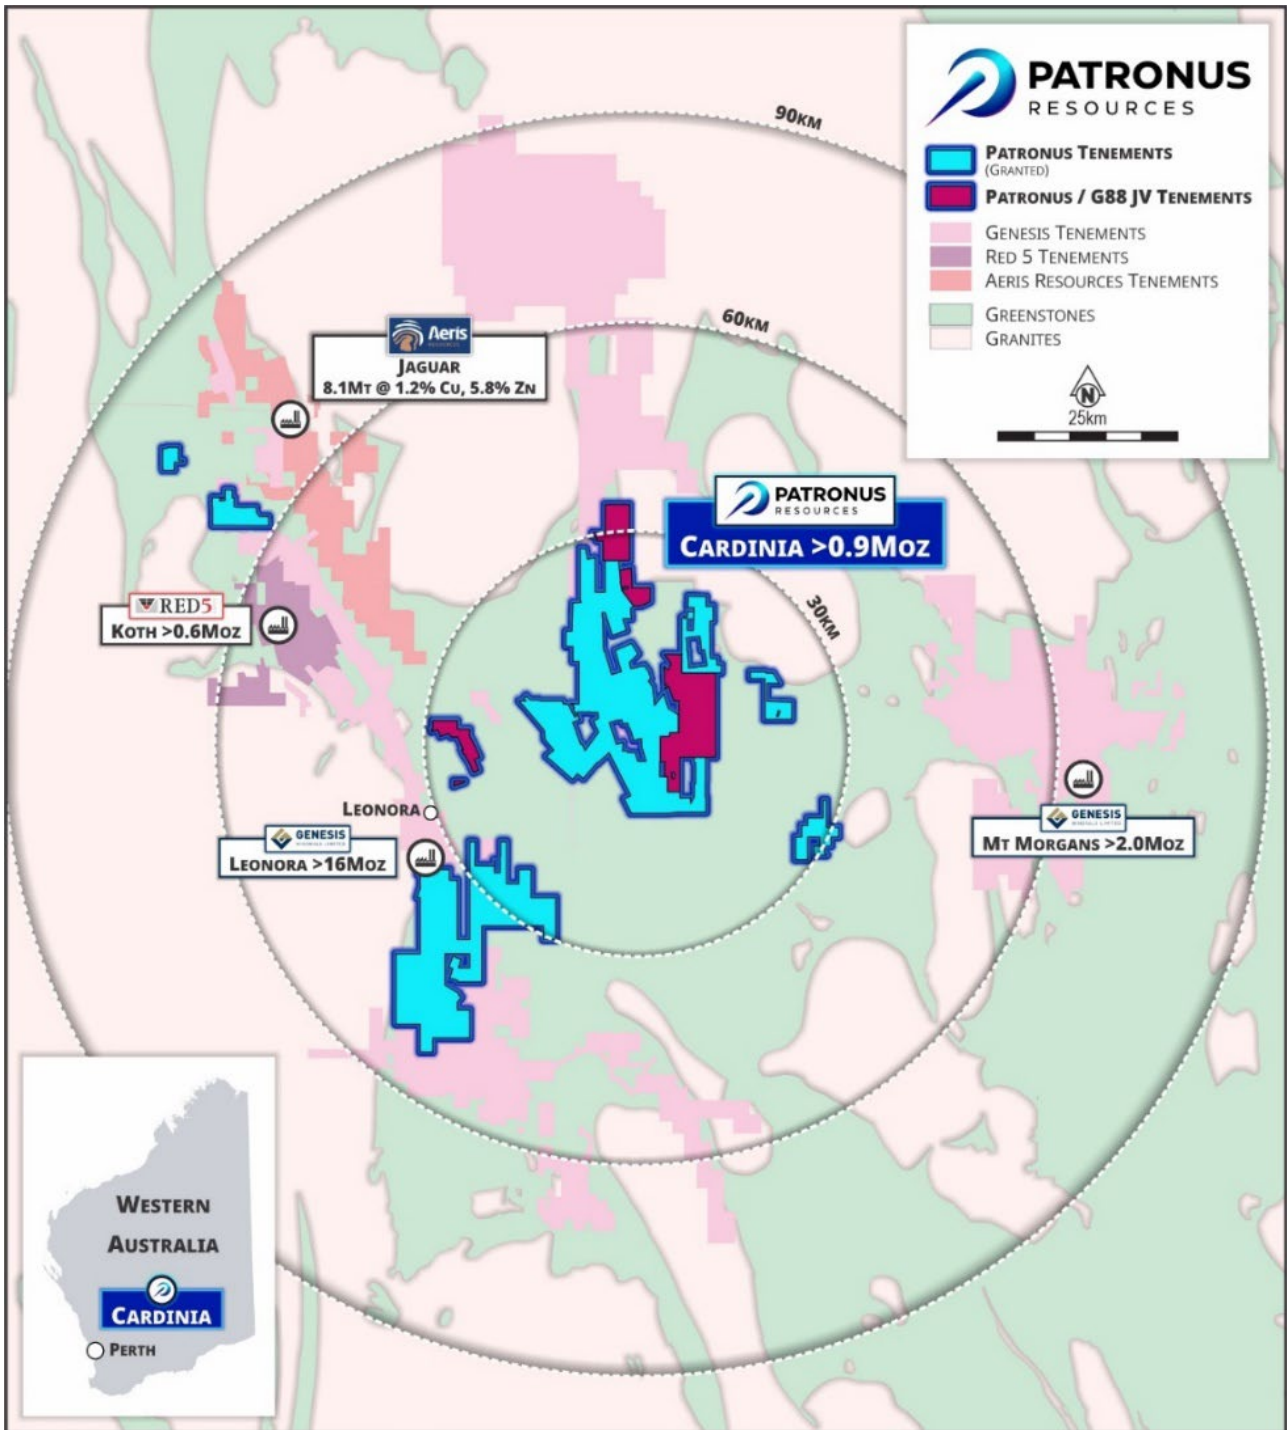 PATRONUS
RESOURCES
PATRONUS TENEMENTS
(GRANTED)
PATRONUS / G88 JV TENEMENTS
GENESIS TENEMENTS
RED 5 TENEMENTS
AERIS RESOURCES TENEMENTS
GREENSTONES
GRANITES
N
25km
90KM
60KM
30KM
Aeris
RESOURCES
JAGUAR
8.1MT @ 1.2% CU, 5.8% ZN
PATRONUS
RESOURCES
CARDINIA >0.9MOZ
RED5
KOTH >0.6MOZ
LEONORA
GENESIS
LEONORA >16MOZ
GENESIS
MT MORGANS >2.0MOZ
WESTERN
AUSTRALIA
CARDINIA
PERTH